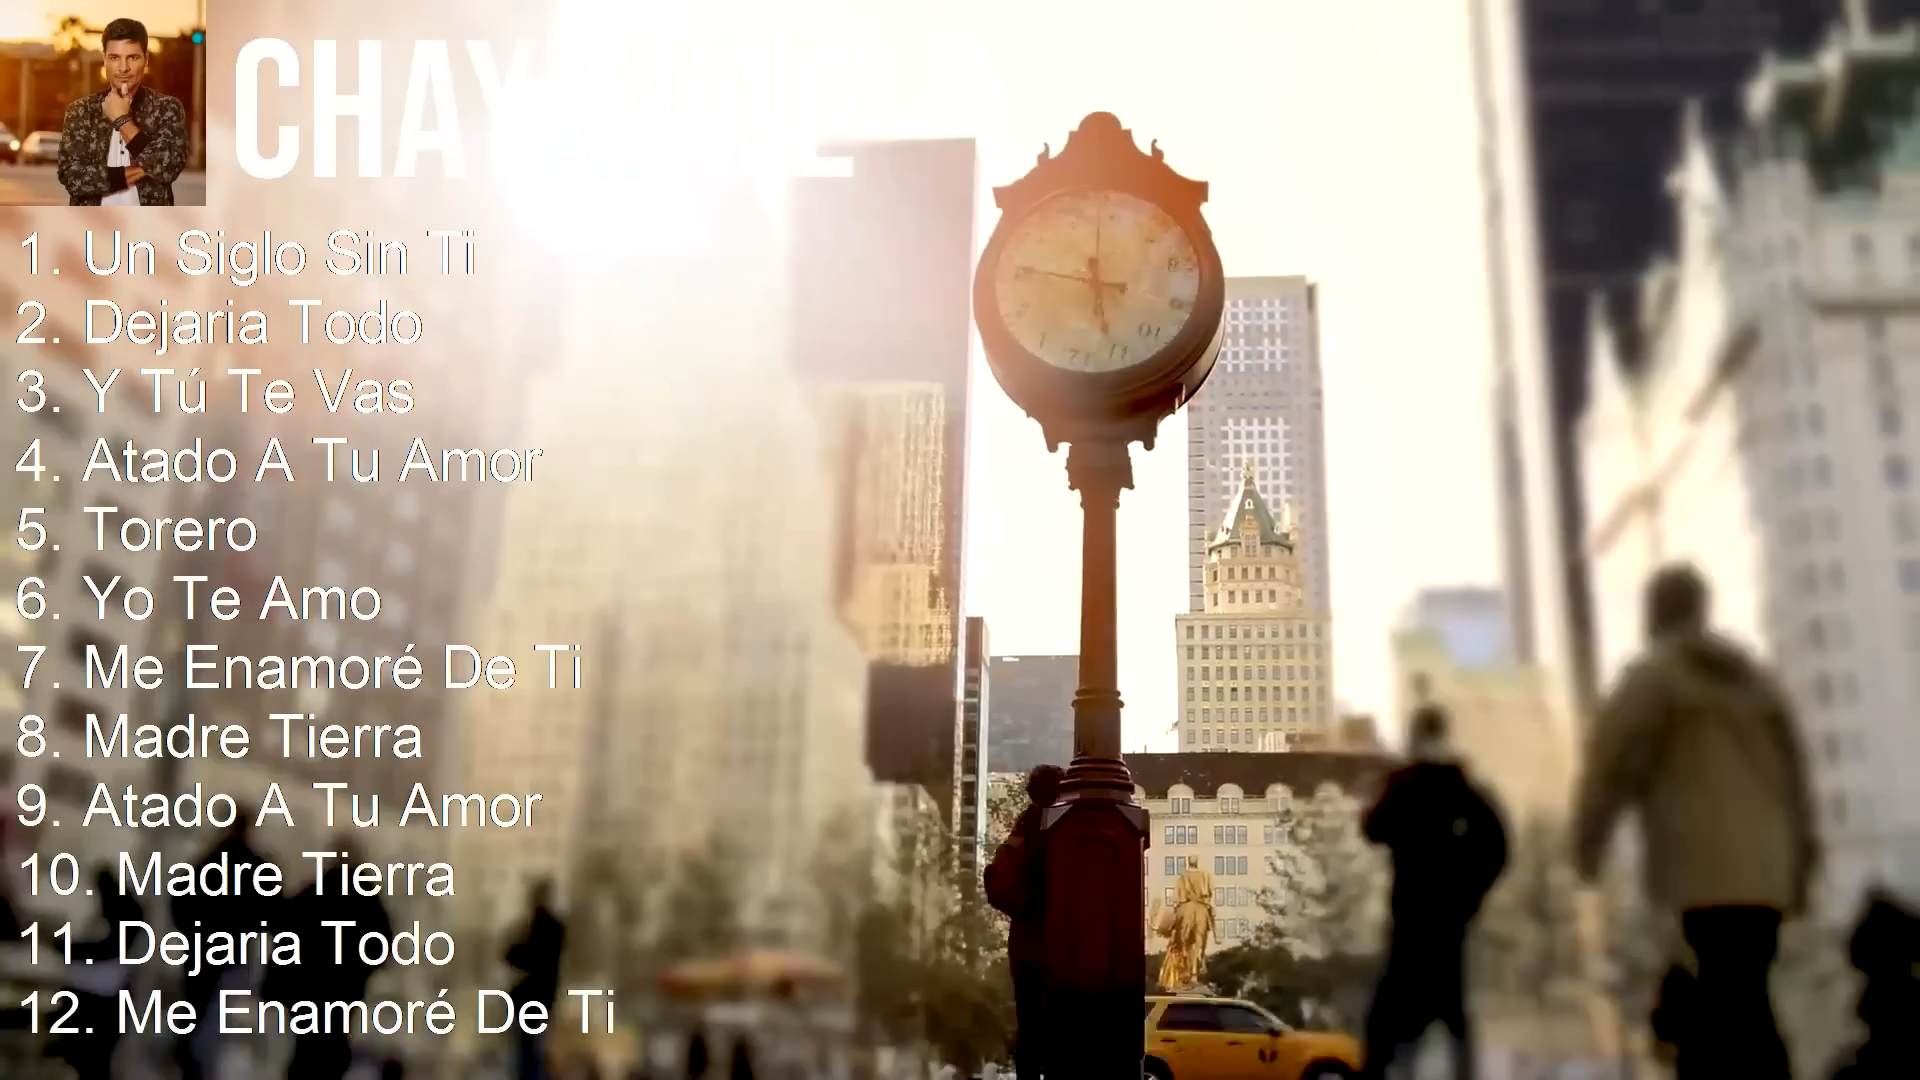 CHAYANNE
1. Un Siglo Sin Ti
2. Dejaria Todo
3. Y Tú Te Vas
4. Atado A Tu Amor
5. Torero
6. Yo Te Amo
7. Me Enamoré De Ti
8. Madre Tierra
9. Atado A Tu Amor
10. Madre Tierra
11. Dejaria Todo
12. Me Enamoré De Ti